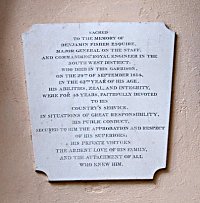 SACRED
TO THE MEMORY OF
BENJAMIN FISHER ESQUIRE,
MAJOR GENERAL ON THE STAFF,
AND COMMANDING ROYAL ENGINEER IN THE
SOUTH WEST DISTRICT,
WHO DIED IN THIS GARRISON,
ON THE 29TH OF SEPTEMBER 1814,
IN THE YEAR OF HIS AGE,
HIS ABILITIES, ZEAL, AND INTEGRITY,
WERE FOR YEARS, FAITHFULLY DEVOTED
TO HIS
COUNTRY'S SERVICE,
IN SITUATIONS OF GREAT RESPONSIBILITY,
HIS PUBLIC CONDUCT,
SECURED TO HIM THE APPROBATION AND RESPECT
OF HIS SUPERIORS;
HIS PRIVATE VIRTUES
THE ARDENT LOVE OF HIS FAMILY,
AND THE ATTACHMENT OF ALL
WHO KNEW HIM.